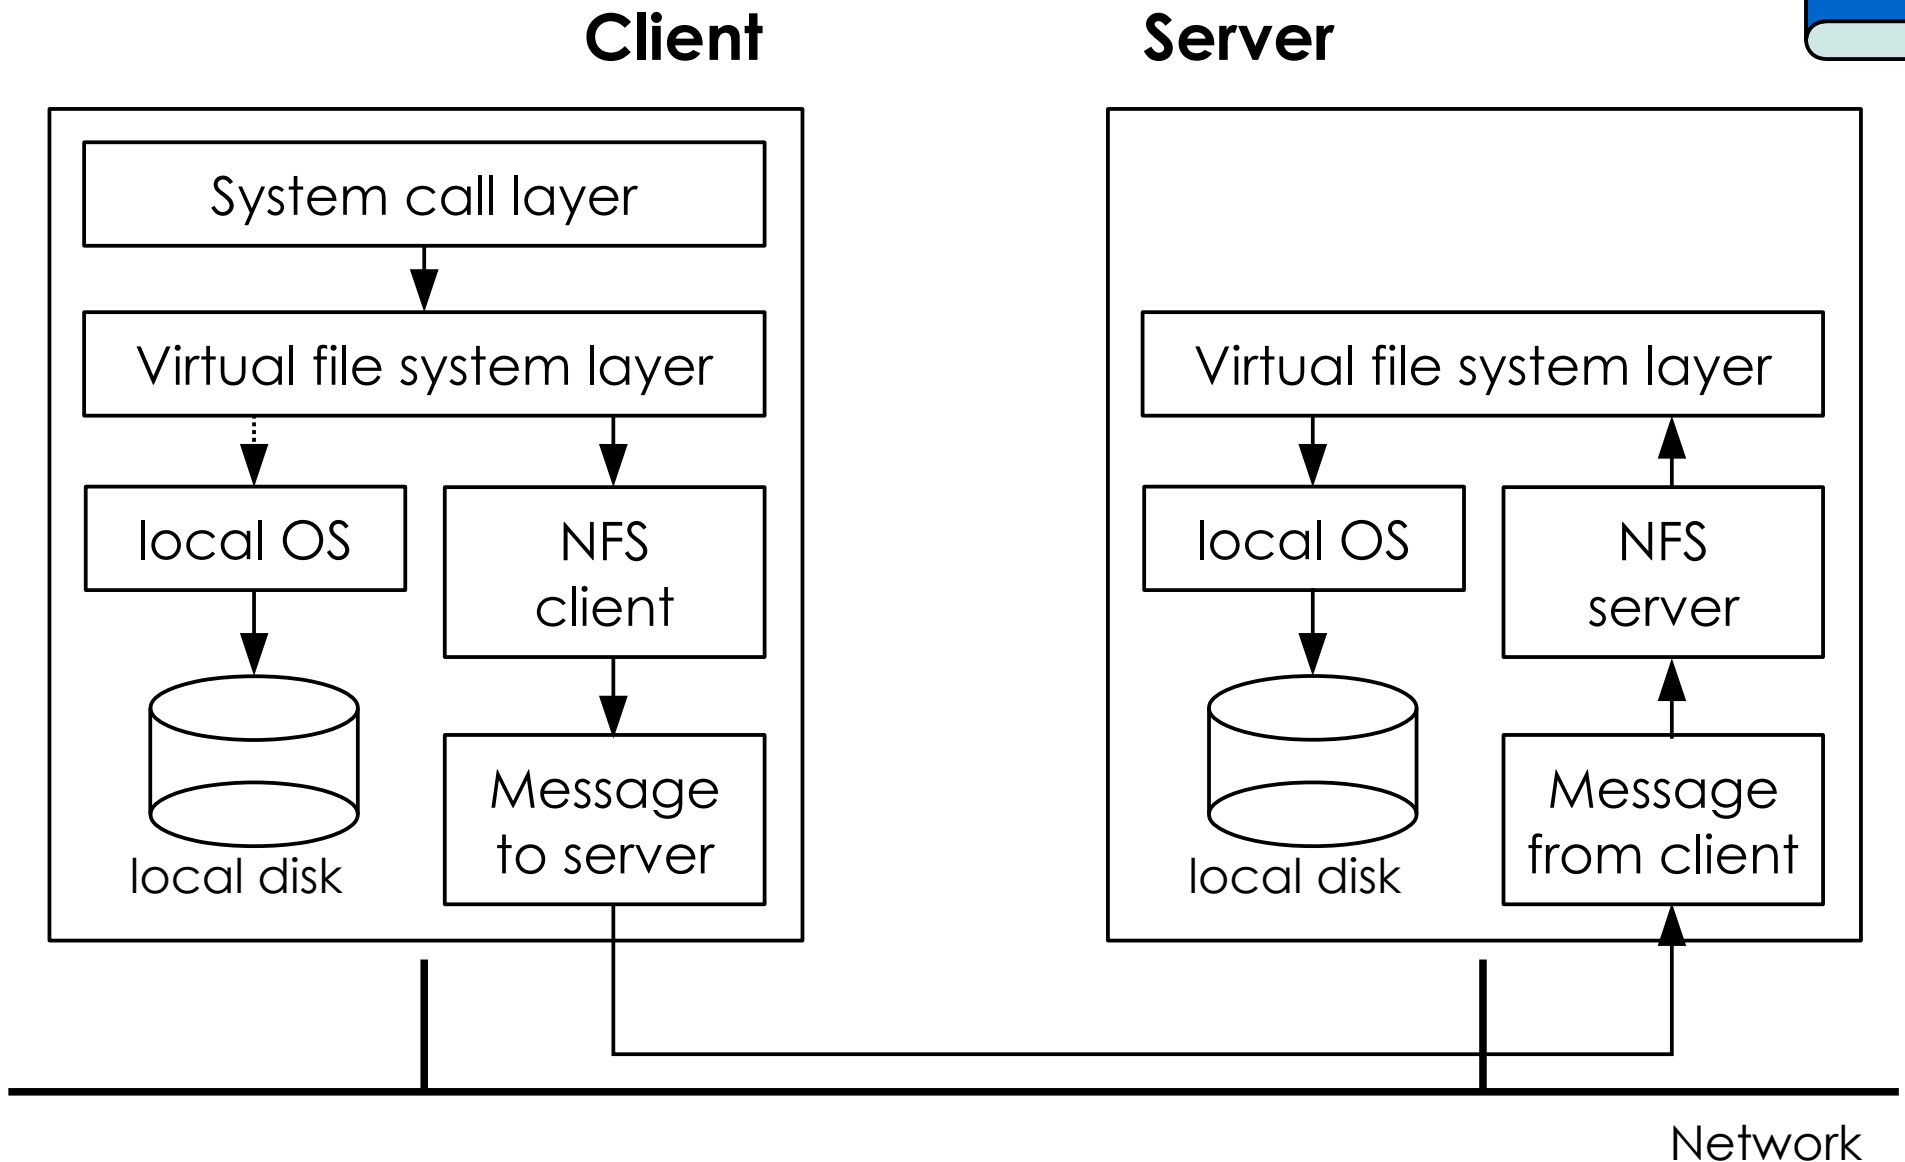 Client
Server
System call layer
Virtual file system layer
local OS
NFS
client
local disk
Message
to server
Virtual file system layer
local OS
NFS
server
local disk
Message
from client
Network